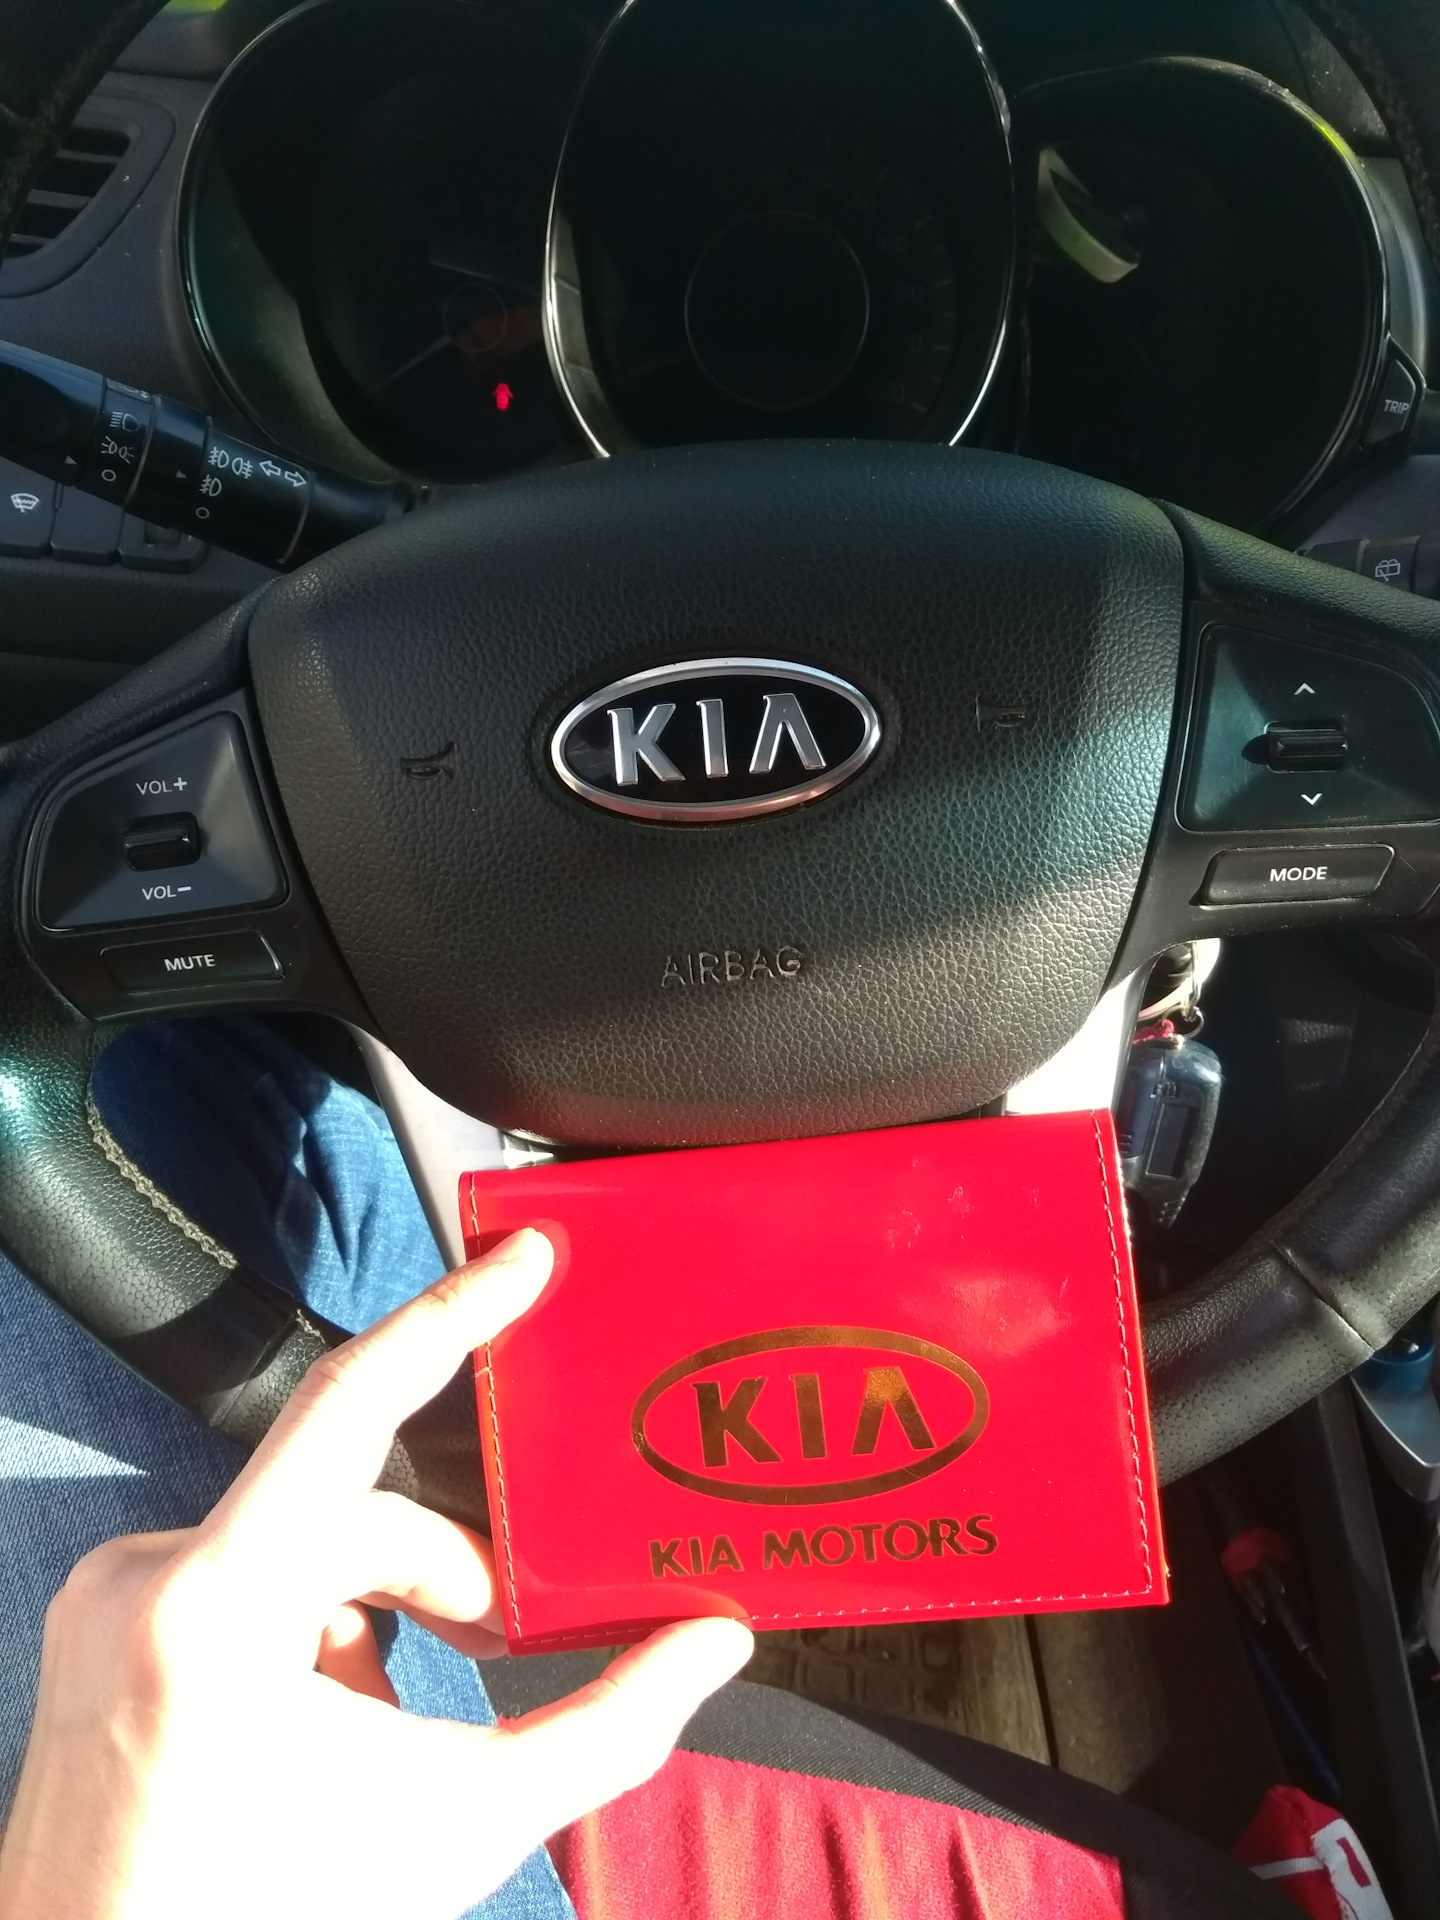 TRIP
KIA
VOL+
VOL-
MUTE
MODE
AIRBAG
KIA
KIA MOTORS